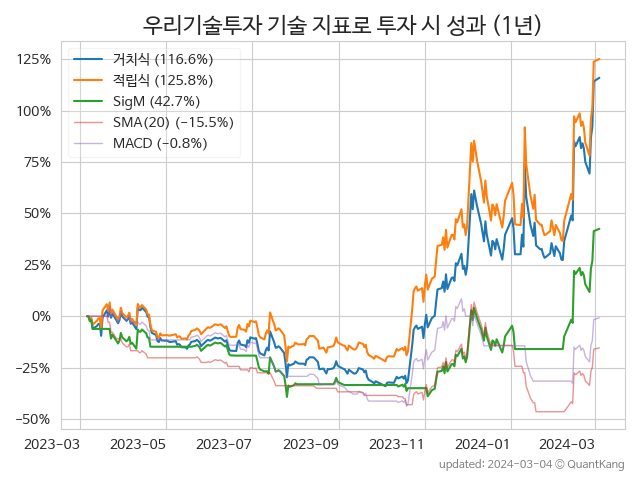 우리기술투자 기술 지표로 투자 시 성과 (1년)
125%
100%
75%
50%
25%
0%
−25%
−50%
거치식 (116.6%)
적립식 (125.8%)
SigM (42.7%)
SMA(20) (−15.5%)
MACD (−0.8%)
2023-03
2023-05
2023-07
2023-09
2023-11
2024-01
2024-03
updated: 2024-03-04 © QuantKang